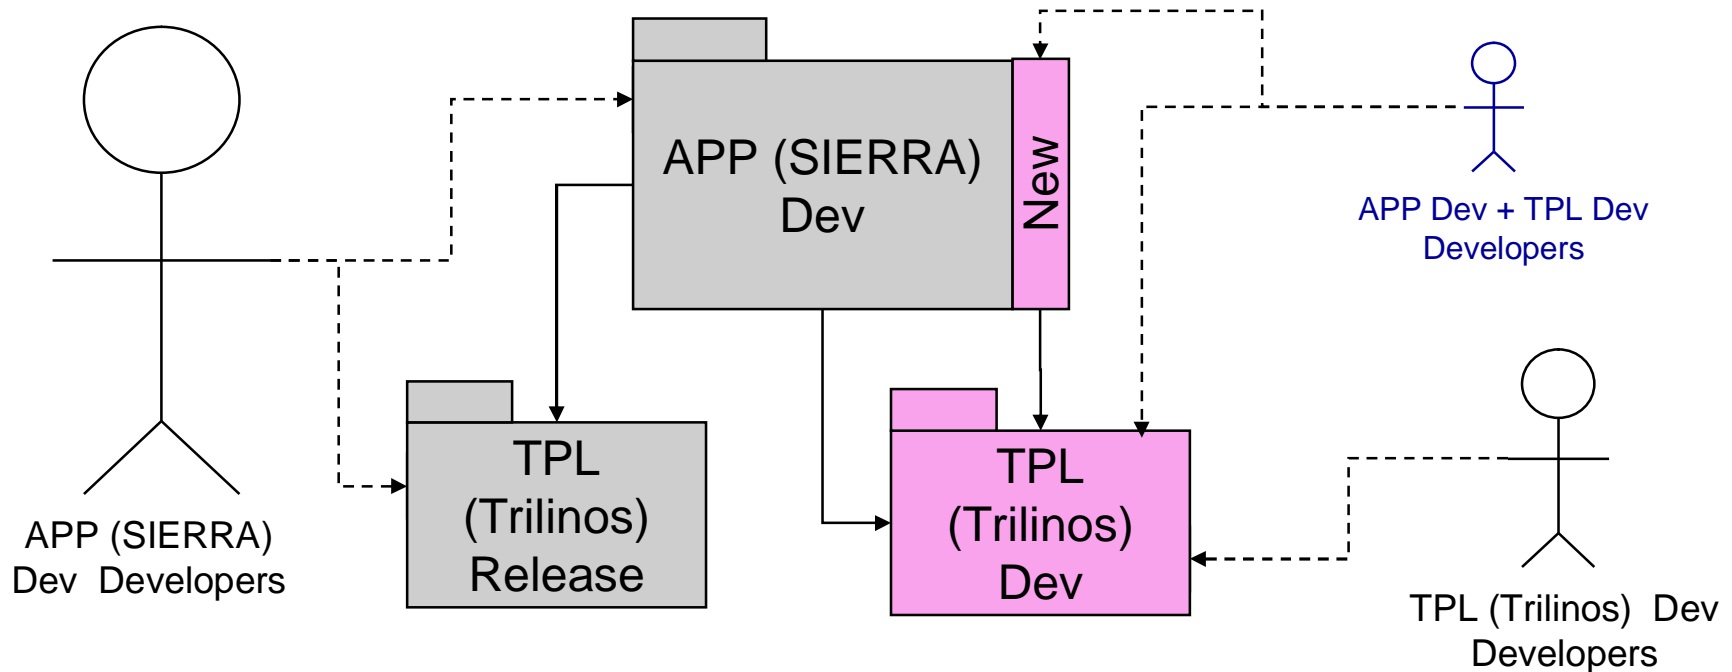 APP (SIERRA)
Dev
New
APP Dev + TPL Dev
Developers
TPL
(Trilinos)
Release
TPL
(Trilinos)
Dev
APP (SIERRA)
Dev  Developers
TPL (Trilinos)  Dev
Developers